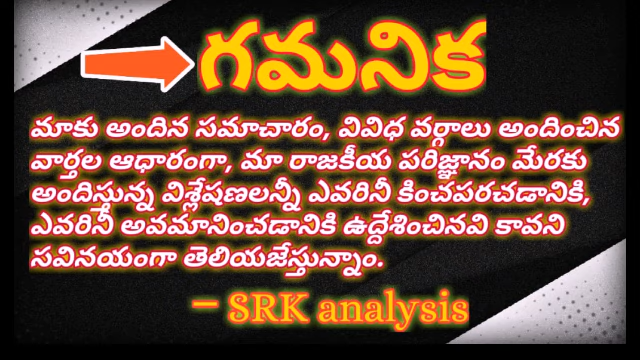 గమనిక
మాకు అందిన సమాచారం, వివిధ వర్గాలు అందించిన
వార్తల ఆధారంగా, మా రాజకీయ పరిజ్ఞానం మేరకు
అందిస్తున్న విశ్లేషణలన్నీ ఎవరినీ కించపరచడానికి,
ఎవరినీ అవమానించడానికి ఉద్దేశించినవి కావని
సవినయంగా తెలియజేస్తున్నాం.
– SRK analysis